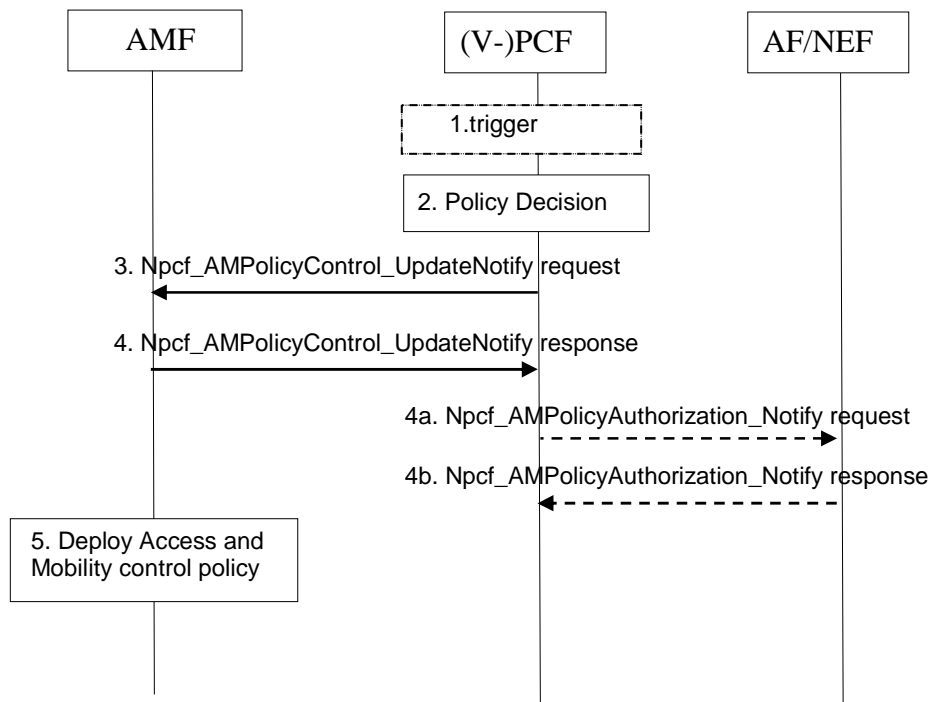 AMF
(V-)PCF
AF/NEF
1.trigger
2. Policy Decision
3. Npcf_AMPolicyControl_UpdateNotify request
4. Npcf_AMPolicyControl_UpdateNotify response
4a. Npcf_AMPolicyAuthorization_Notify request
4b. Npcf_AMPolicyAuthorization_Notify response
5. Deploy Access and
Mobility control policy